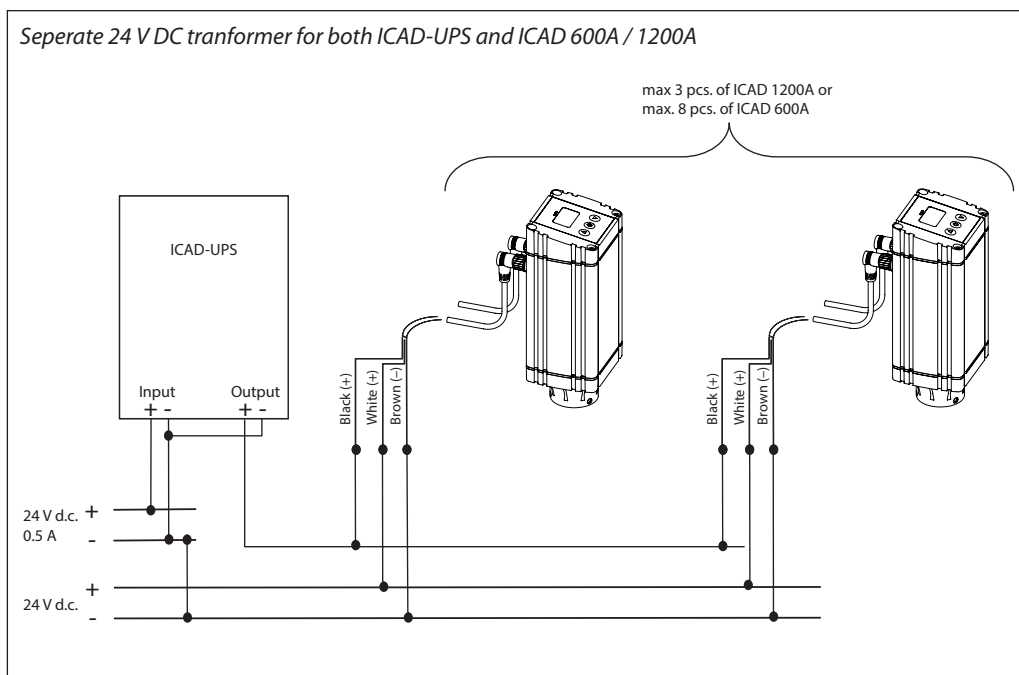 Seperate 24 V DC tranformer for both ICAD-UPS and ICAD 600A / 1200A
max 3 pcs. of ICAD 1200A or
max. 8 pcs. of ICAD 600A
ICAD-UPS
Input
Output
+ -
+ -
Black (+)
White (+)
Brown (–)
Black (+)
White (+)
Brown (–)
24 V d.c.
0.5 A
+
-
24 V d.c.
+
-